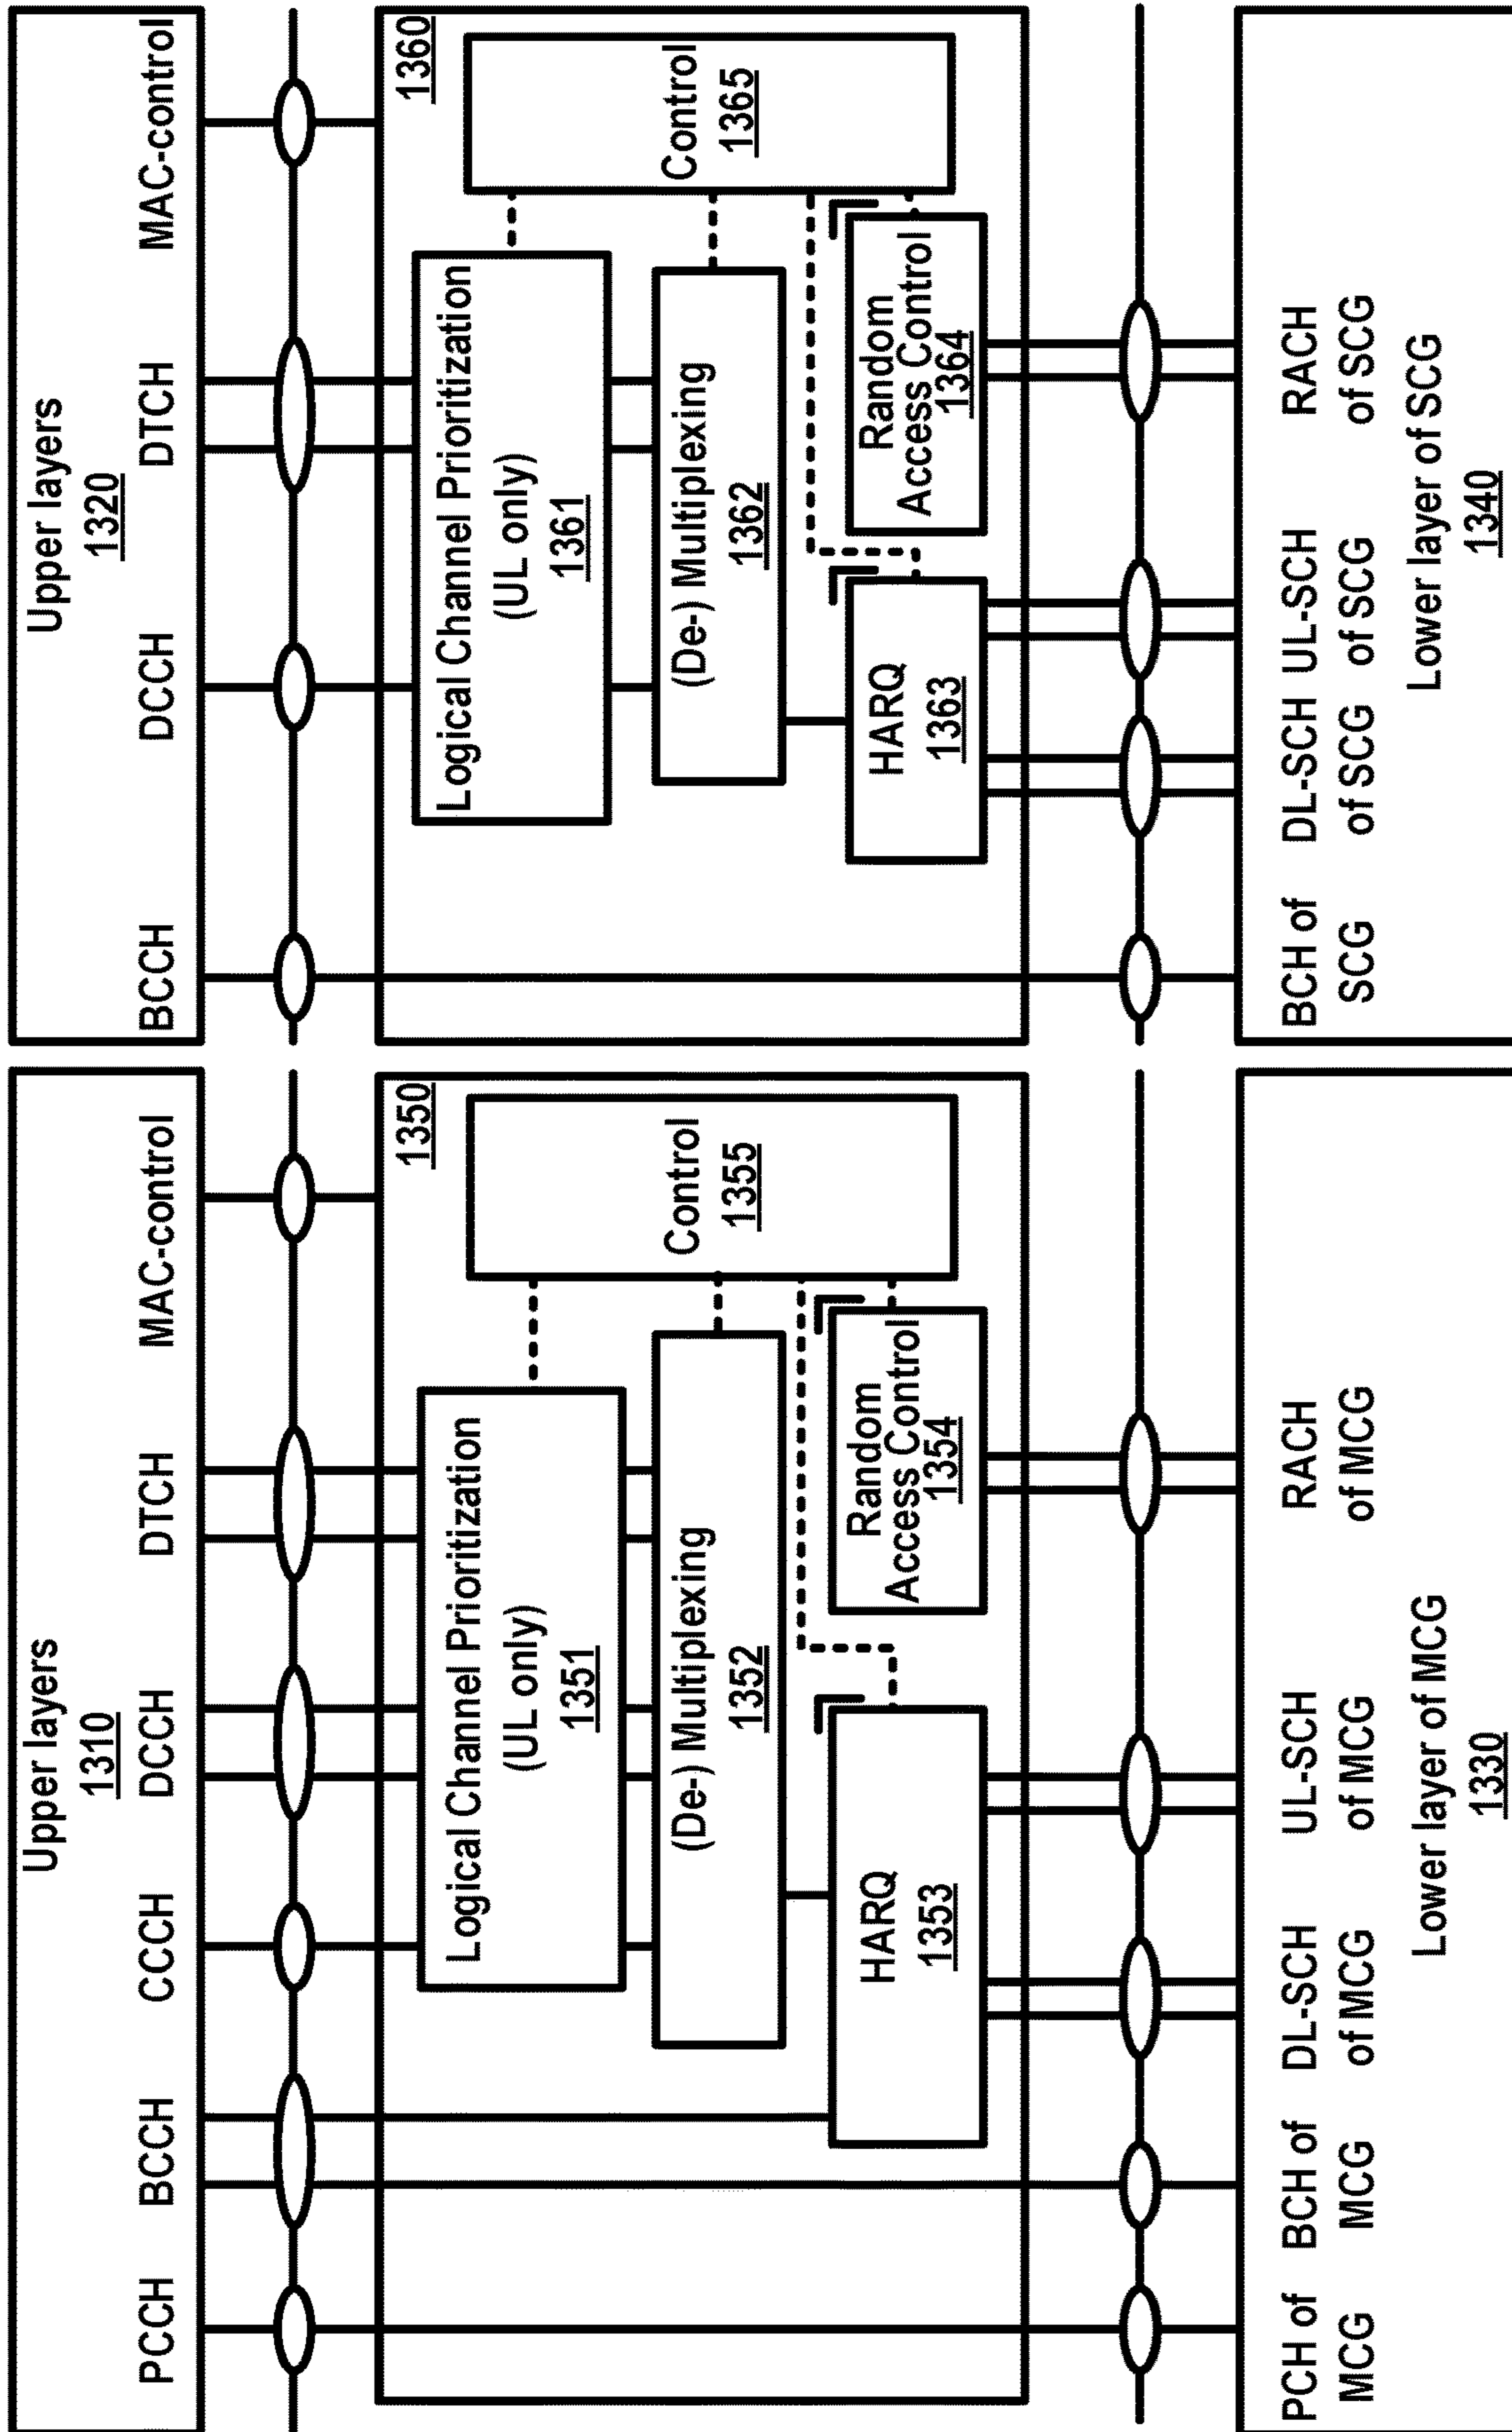 Upper layers
1310
PCCH
BCCH
CCCH
DCCH
DTCH
MAC-control
1350
Logical Channel Prioritization
(UL only)
1351
(De-) Multiplexing
1352
HARQ
1353
Random
Access Control
1354
Control
1355
PCH of
MCG
BCH of
MCG
DL-SCH
of MCG
UL-SCH
of MCG
RACH
of MCG
Lower layer of MCG
1330
Upper layers
1320
BCCH
DCCH
DTCH
MAC-control
1360
Logical Channel Prioritization
(UL only)
1361
(De-) Multiplexing
1362
HARQ
1363
Random
Access Control
1364
Control
1365
BCH of
SCG
DL-SCH
of SCG
UL-SCH
of SCG
RACH
of SCG
Lower layer of SCG
1340